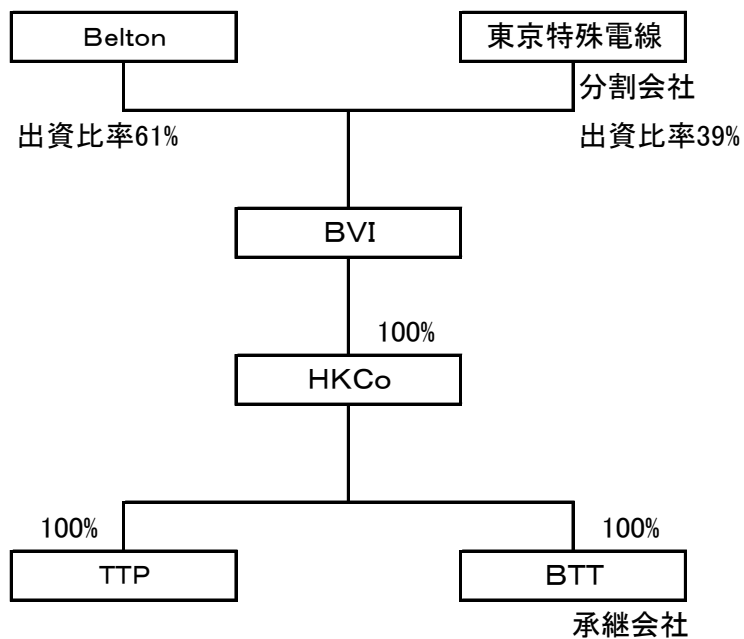 Belton
東京特殊電線
分割会社
出資比率61%
出資比率39%
BVI
100%
HKCo
100%
100%
TTP
BTT
承継会社